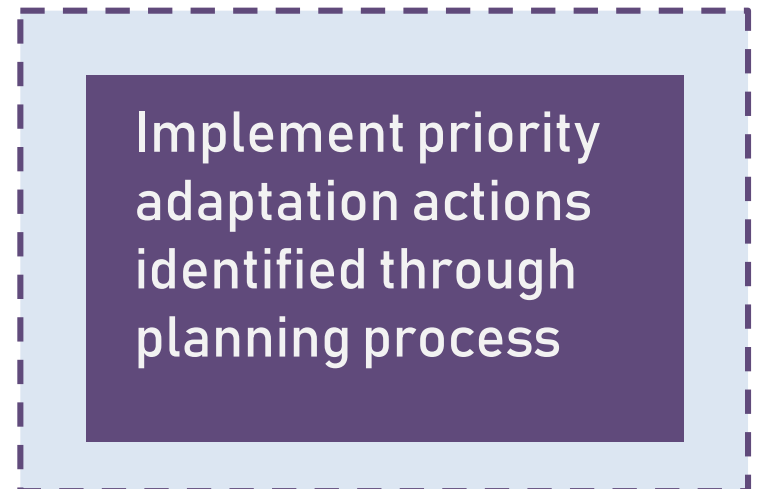 Implement priority
adaptation actions
identified through
planning process